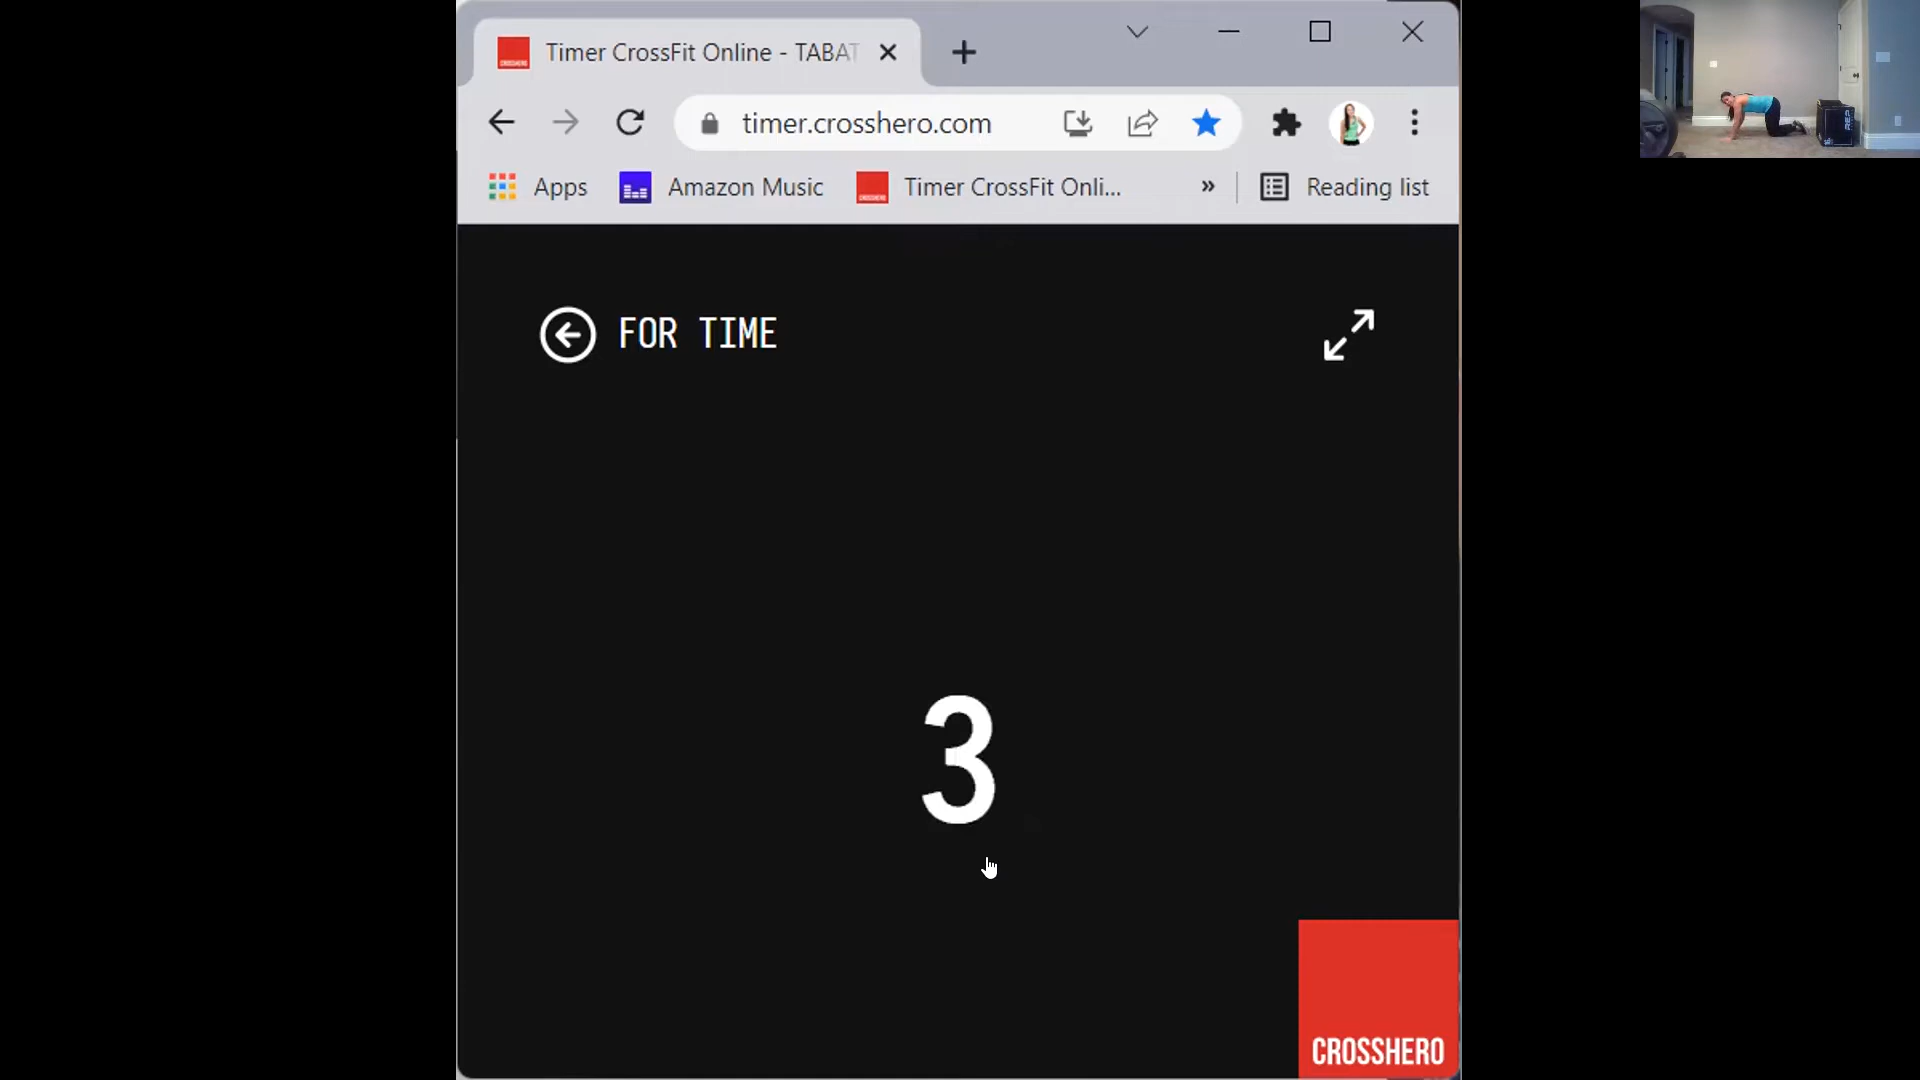 Timer CrossFit Online - TABAT
timer.crosshero.com
Apps
Amazon Music
Timer CrossFit Onli...
»
Reading list
FOR TIME
3
CROSSHERO
REP